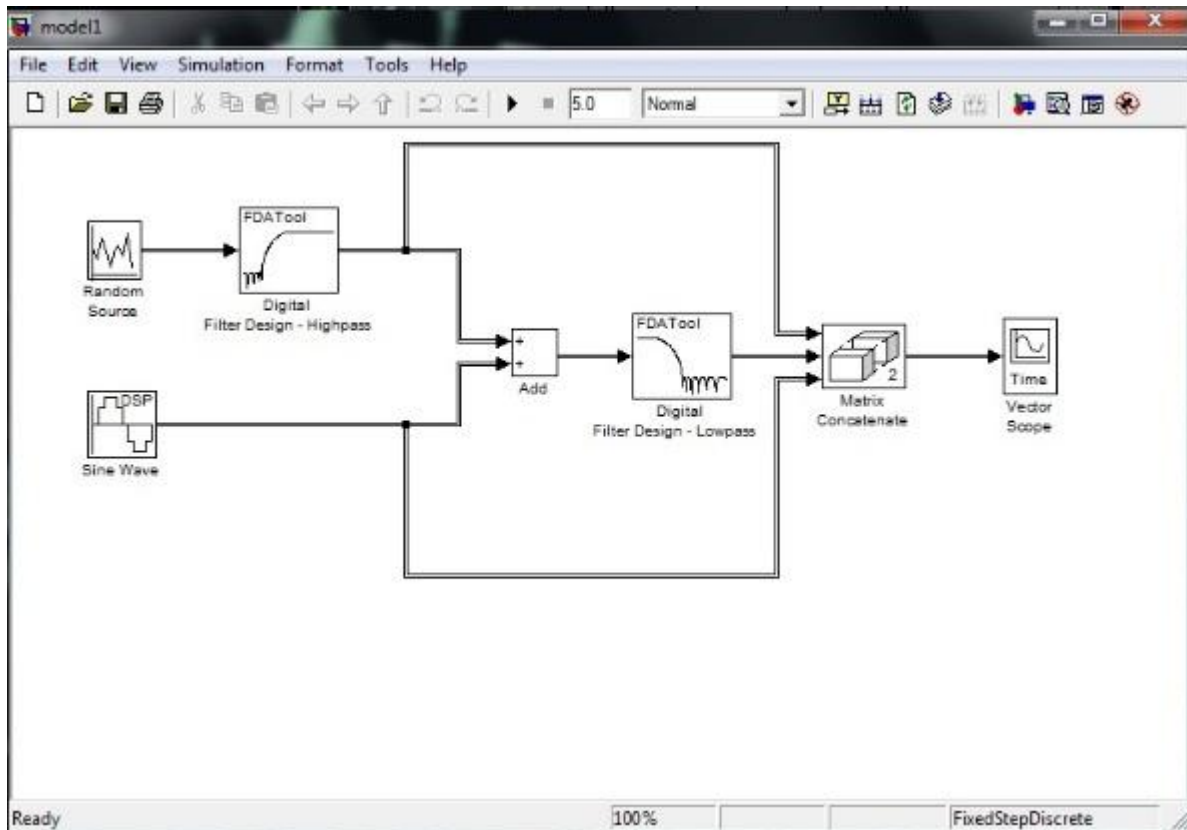 model1
File Edit View Simulation Format Tools Help
5.0 Normal
FDATool
Random
Source
Digital
Filter Design - Highpass
+
+
Add
FDATool
Digital
Filter Design - Lowpass
2
Matrix
Concatenate
Time
Vector
Scope
DSP
Sine Wave
Ready 100% FixedStepDiscrete